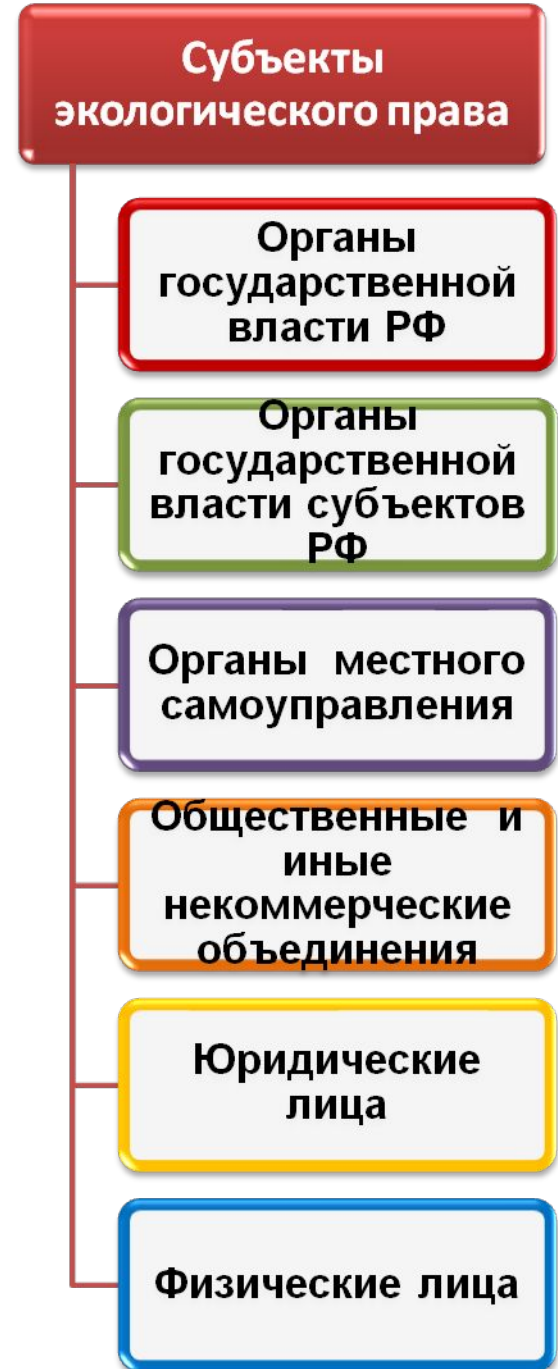 Субъекты
экологического права
Органы
государственной
власти РФ
Органы
государственной
власти субъектов
РФ
Органы местного
самоуправления
Общественные и
иные
некоммерческие
объединения
Юридические
лица
Физические лица